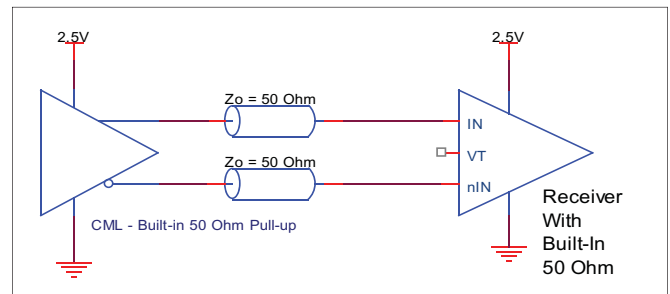 2.5V
2.5V
Zo = 50 Ohm
IN
VT
Zo = 50 Ohm
nIN
CML - Built-in 50 Ohm Pull-up
Receiver
With
Built-In
50 Ohm